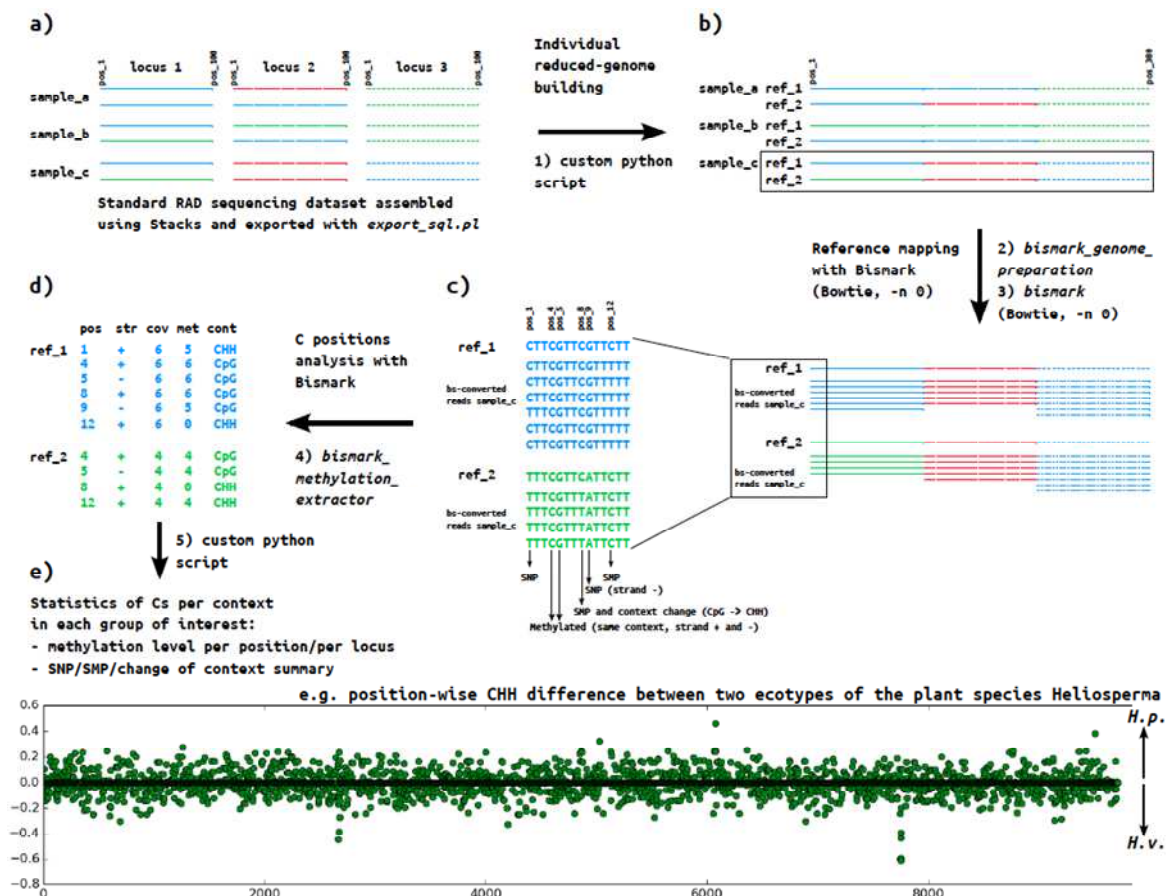 a)
pos_1
pos_100
pos_1
pos_100
pos_1
pos_100
locus 1
locus 2
locus 3
sample_a
sample_b
sample_c
Standard RAD sequencing dataset assembled
using Stacks and exported with export_sql.pl
Individual
reduced-genome
building
1) custom python
script
b)
pos_1
pos_300
sample_a ref_1
ref_2
sample_b ref_1
ref_2
sample_c ref_1
ref_2
Reference mapping
with Bismark
(Bowtie, -n 0)
2) bismark_genome_
preparation
3) bismark
(Bowtie, -n 0)
c)
pos_1
pos_4
pos_5
pos_8
pos_9
pos_12
ref_1
CTTCGTTCGTTCTT
bs-converted
reads sample_c
CTTCGTTCGTTTTT
CTTCGTTCGTTTTT
CTTCGTTCGTTTTT
TTTCGTTCGTTTTT
CTTCGTTCGTTTTT
CTTCGTTCGTTTTT
ref_2
TTTCGTTCATTCTT
bs-converted
reads sample_c
TTTCGTTTATTCTT
TTTCGTTTATTCTT
TTTCGTTTATTCTT
TTTCGTTTATTCTT
SNP
SMP
SNP (strand -)
SMP and context change (CpG -> CHH)
Methylated (same context, strand + and -)
ref_1
bs-converted
reads sample_c
ref_2
bs-converted
reads sample_c
C positions
analysis with
Bismark
4) bismark_
methylation_
extractor
d)
pos str cov met cont
ref_1 1 + 6 5 CHH
4 + 6 6 CpG
5 - 6 6 CpG
8 + 6 6 CpG
9 - 6 5 CpG
12 + 6 0 CHH
ref_2 4 + 4 4 CpG
5 - 4 4 CpG
8 + 4 0 CHH
12 + 4 4 CHH
5) custom python
script
e)
Statistics of Cs per context
in each group of interest:
- methylation level per position/per locus
- SNP/SMP/change of context summary
e.g. position-wise CHH difference between two ecotypes of the plant species Heliosperma
0.6
0.4
0.2
0.0
−0.2
−0.4
−0.6
−0.8
0
2000
4000
6000
8000
H.p.
H.v.